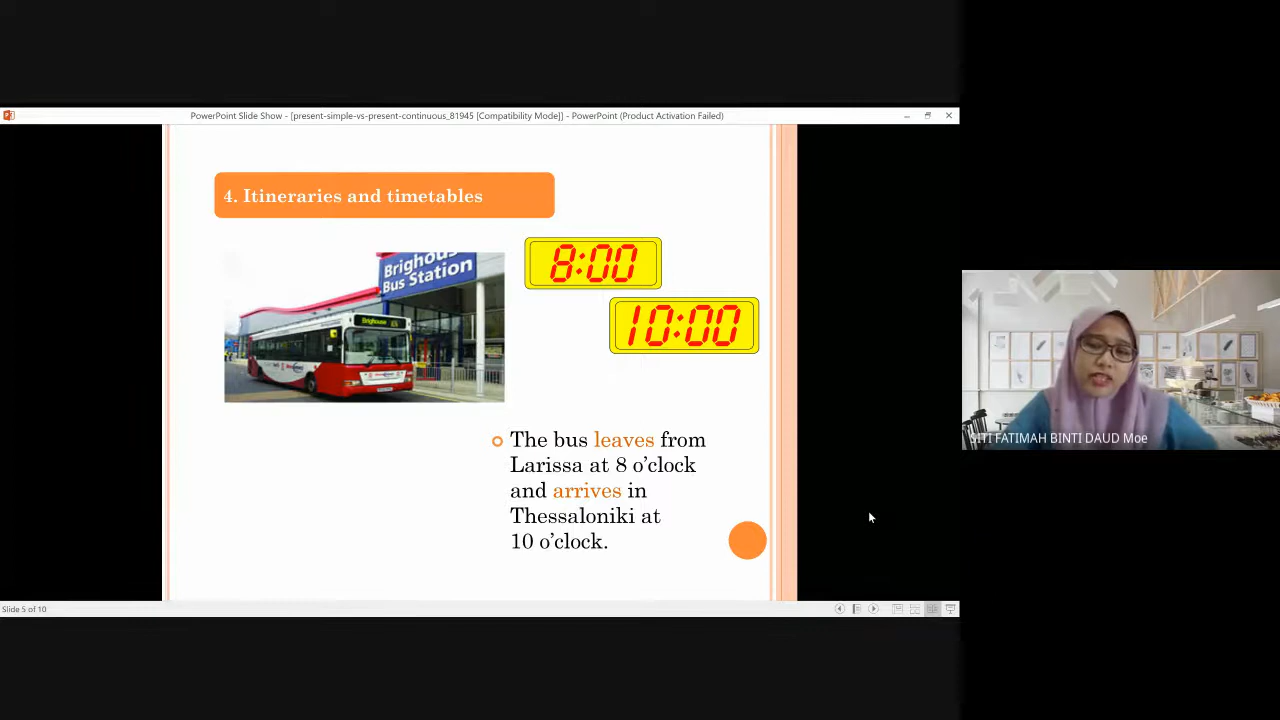 PowerPoint Slide Show - [present-simple-vs-present-continuous_81945 [Compatibility Mode]] - PowerPoint (Product Activation Failed)
4. Itineraries and timetables
Brighouse
Bus Station
Brighouse
8:00
10:00
The bus leaves from
Larissa at 8 o’clock
and arrives in
Thessaloniki at
10 o’clock.
SITI FATIMAH BINTI DAUD Moe
Slide 5 of 10